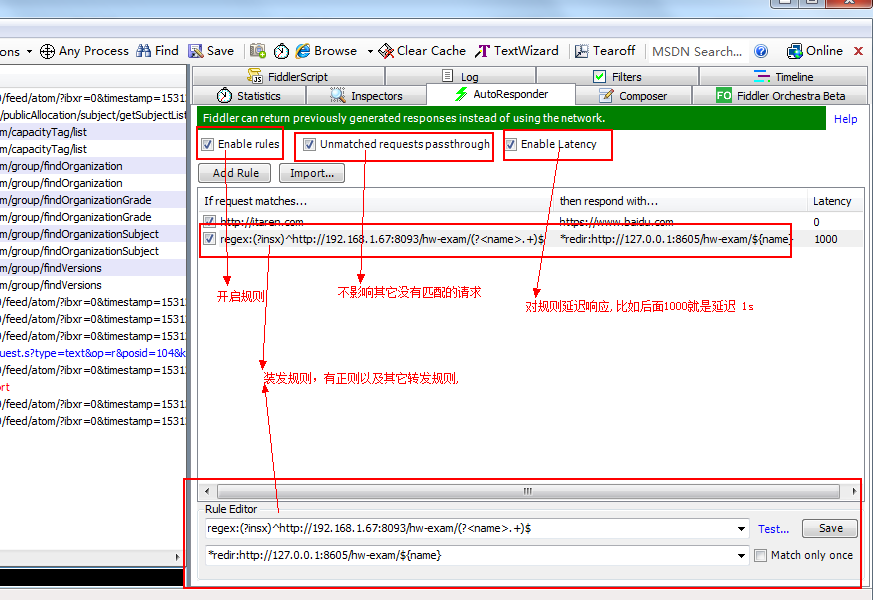 ons Any Process Find Save Browse Clear Cache TextWizard Tearoff MSDN Search... Online
FiddlerScript Log Filters Timeline
Statistics Inspectors AutoResponder Composer FO Fiddler Orchestra Beta
Fiddler can return previously generated responses instead of using the network.
Help
Enable rules Unmatched requests passthrough Enable Latency
Add Rule Import...
If request matches... then respond with... Latency
http://itaren.com https://www.baidu.com 0
regex:(?insx)^http://192.168.1.67:8093/hw-exam/(?<name>.+)$ *redir:http://127.0.0.1:8605/hw-exam/${name} 1000
开启规则
不影响其它没有匹配的请求
对规则延迟响应, 比如后面1000就是延迟 1s
装发规则，有正则以及其它转发规则,
/feed/atom/?ibxr=0&timestamp=1531
/publicAllocation/subject/getSubjectList
m/capacityTag/list
m/capacityTag/list
m/group/findOrganization
m/group/findOrganization
m/group/findOrganizationGrade
m/group/findOrganizationGrade
m/group/findOrganizationSubject
m/group/findOrganizationSubject
m/group/findVersions
m/group/findVersions
/feed/atom/?ibxr=0&timestamp=1531
/feed/atom/?ibxr=0&timestamp=1531
/feed/atom/?ibxr=0&timestamp=1531
uest.s?type=text&op=r&posid=104&k
/feed/atom/?ibxr=0&timestamp=1531
rt
/feed/atom/?ibxr=0&timestamp=1531
/feed/atom/?ibxr=0&timestamp=1531
Rule Editor
regex:(?insx)^http://192.168.1.67:8093/hw-exam/(?<name>.+)$ Test... Save
*redir:http://127.0.0.1:8605/hw-exam/${name} Match only once